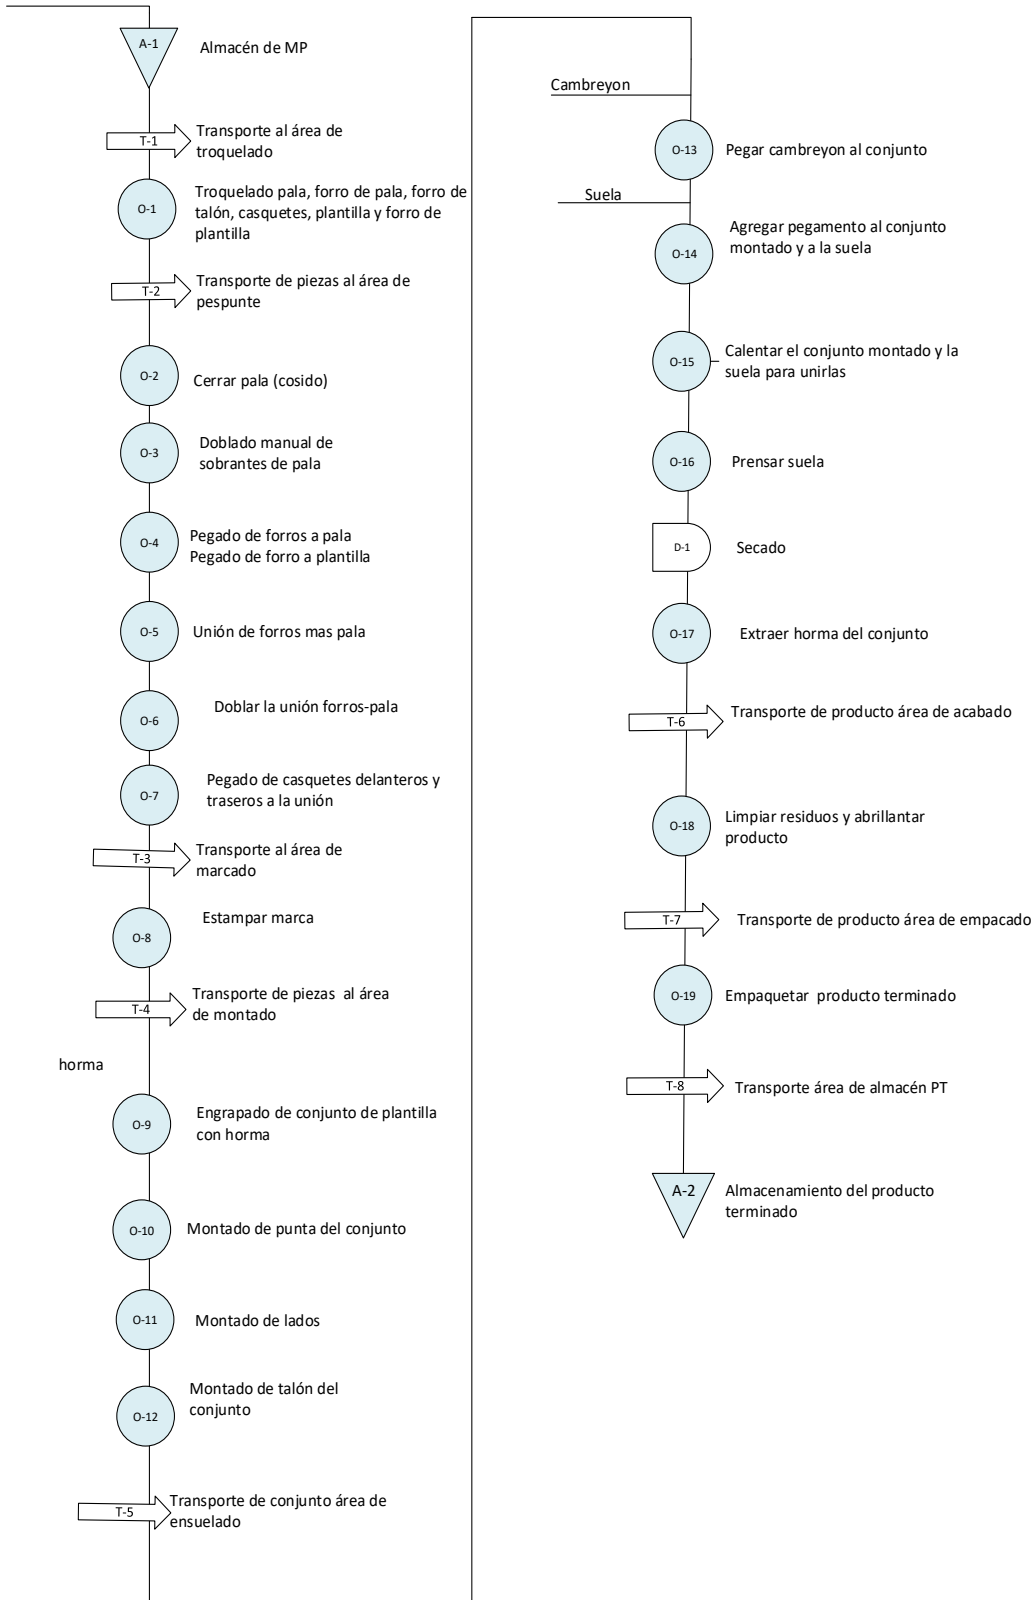 A-1
Almacén de MP
T-1
Transporte al área de
troquelado
O-1
Troquelado pala, forro de pala, forro de
talón, casquetes, plantilla y forro de
plantilla
T-2
Transporte de piezas al área de
pespunte
O-2
Cerrar pala (cosido)
O-3
Doblado manual de
sobrantes de pala
O-4
Pegado de forros a pala
Pegado de forro a plantilla
O-5
Unión de forros mas pala
O-6
Doblar la unión forros-pala
O-7
Pegado de casquetes delanteros y
traseros a la unión
T-3
Transporte al área de
marcado
O-8
Estampar marca
T-4
Transporte de piezas al área
de montado
horma
O-9
Engrapado de conjunto de plantilla
con horma
O-10
Montado de punta del conjunto
O-11
Montado de lados
O-12
Montado de talón del
conjunto
T-5
Transporte de conjunto área de
ensuelado
Cambreyon
O-13
Pegar cambreyon al conjunto
Suela
O-14
Agregar pegamento al conjunto
montado y a la suela
O-15
Calentar el conjunto montado y la
suela para unirlas
O-16
Prensar suela
D-1
Secado
O-17
Extraer horma del conjunto
T-6
Transporte de producto área de acabado
O-18
Limpiar residuos y abrillantar
producto
T-7
Transporte de producto área de empacado
O-19
Empaquetar producto terminado
T-8
Transporte área de almacén PT
A-2
Almacenamiento del producto
terminado